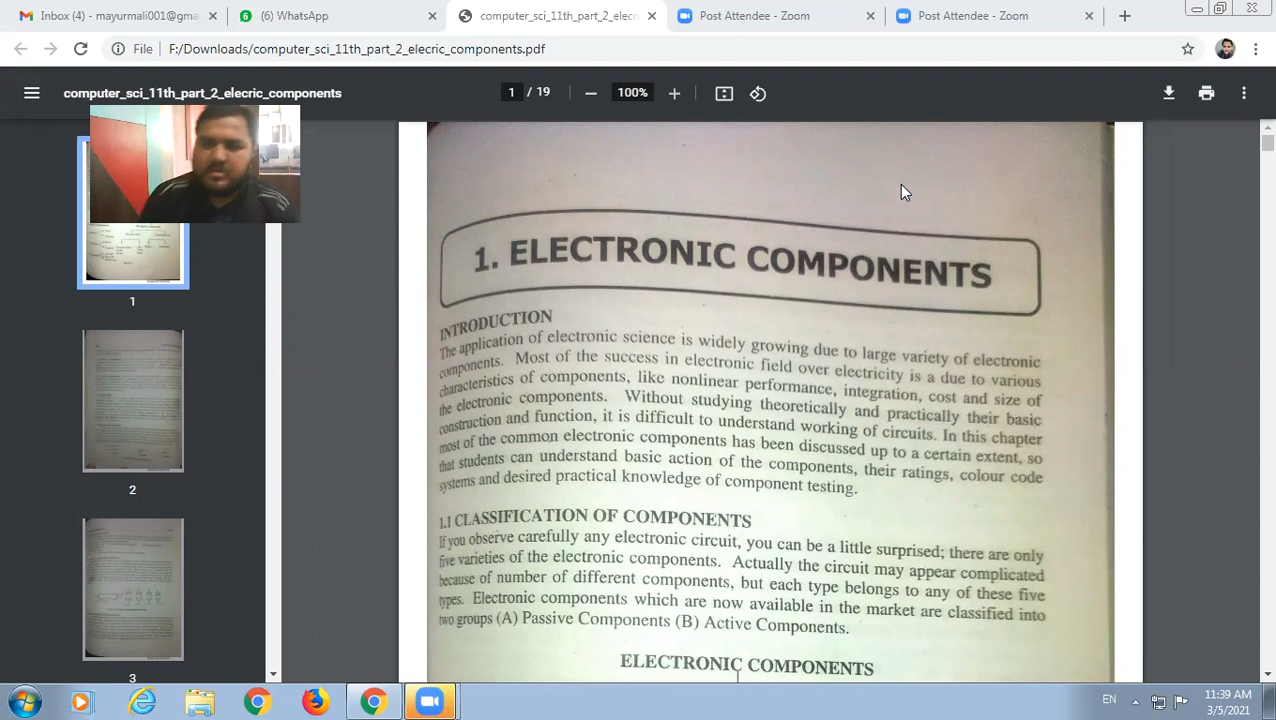 Inbox (4) - mayurmali001@gma
(6) WhatsApp
computer_sci_11th_part_2_elecr
Post Attendee - Zoom
Post Attendee - Zoom
File
F:/Downloads/computer_sci_11th_part_2_elecric_components.pdf
computer_sci_11th_part_2_elecric_components
1 / 19
100%
1. ELECTRONIC COMPONENTS
INTRODUCTION
The application of electronic science is widely growing due to large variety of electronic
components. Most of the success in electronic field over electricity is a due to various
characteristics of components, like nonlinear performance, integration, cost and size of
the electronic components. Without studying theoretically and practically their basic
construction and function, it is difficult to understand working of circuits. In this chapter
most of the common electronic components has been discussed up to a certain extent, so
that students can understand basic action of the components, their ratings, colour code
systems and desired practical knowledge of component testing.
1.1 CLASSIFICATION OF COMPONENTS
If you observe carefully any electronic circuit, you can be a little surprised; there are only
five varieties of the electronic components. Actually the circuit may appear complicated
because of number of different components, but each type belongs to any of these five
types. Electronic components which are now available in the market are classified into
two groups (A) Passive Components (B) Active Components.
ELECTRONIC COMPONENTS
1
2
3
EN
11:39 AM
3/5/2021